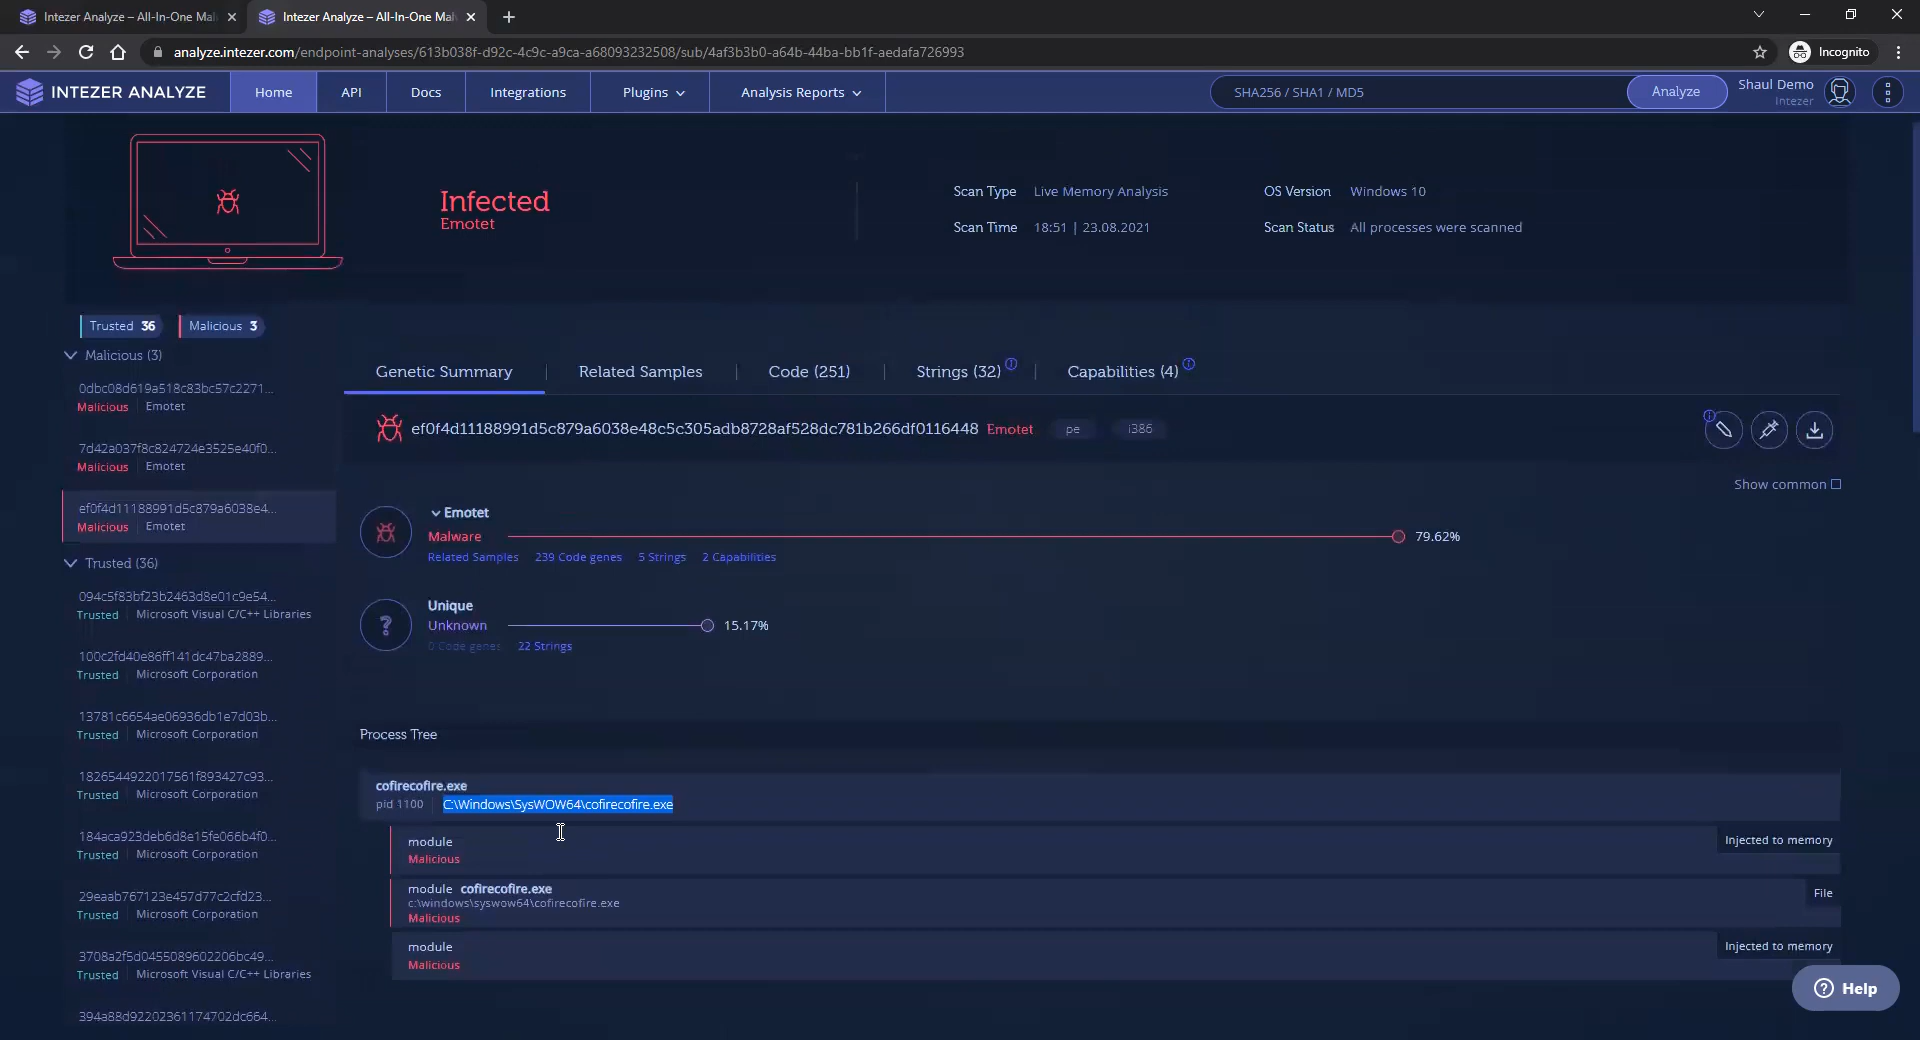 Intezer Analyze – All-In-One Mal
Intezer Analyze – All-In-One Mal
analyze.intezer.com/endpoint-analyses/613b038f-d92c-4c9c-a9ca-a68093232508/sub/4af3b3b0-a64b-44ba-bb1f-aedafa726993
Incognito
INTEZER ANALYZE
Home
API
Docs
Integrations
Plugins
Analysis Reports
SHA256 / SHA1 / MD5
Analyze
Shaul Demo
Intezer
Infected
Emotet
Scan Type Live Memory Analysis
OS Version Windows 10
Scan Time 18:51 | 23.08.2021
Scan Status All processes were scanned
Trusted 36
Malicious 3
Malicious (3)
0dbc08d619a518c83bc57c2271...
Malicious Emotet
7d42a037f8c824724e3525e40f0...
Malicious Emotet
ef0f4d11188991d5c879a6038e4...
Malicious Emotet
Trusted (36)
094c5f83bf23b2463d8e01c9e54...
Trusted Microsoft Visual C/C++ Libraries
100c2fd40e86ff141dc47ba2889...
Trusted Microsoft Corporation
13781c6654ae06936db1e7d03b...
Trusted Microsoft Corporation
1826544922017561f893427c93...
Trusted Microsoft Corporation
184aca923deb6d8e15fe066b4f0...
Trusted Microsoft Corporation
29eaab767123e457d77c2cfd23...
Trusted Microsoft Corporation
3708a2f5d0455089602206bc49...
Trusted Microsoft Visual C/C++ Libraries
394a88d92202361174702dc664...
Genetic Summary
Related Samples
Code (251)
Strings (32)
Capabilities (4)
ef0f4d11188991d5c879a6038e48c5c305adb8728af528dc781b266df0116448 Emotet pe i386
Show common
Emotet
Malware 79.62%
Related Samples 239 Code genes 5 Strings 2 Capabilities
Unique
Unknown 15.17%
0 Code genes 22 Strings
Process Tree
cofirecofire.exe
pid 1100 C:\Windows\SysWOW64\cofirecofire.exe
module
Malicious
Injected to memory
module cofirecofire.exe
c:\windows\syswow64\cofirecofire.exe
Malicious
File
module
Malicious
Injected to memory
Help